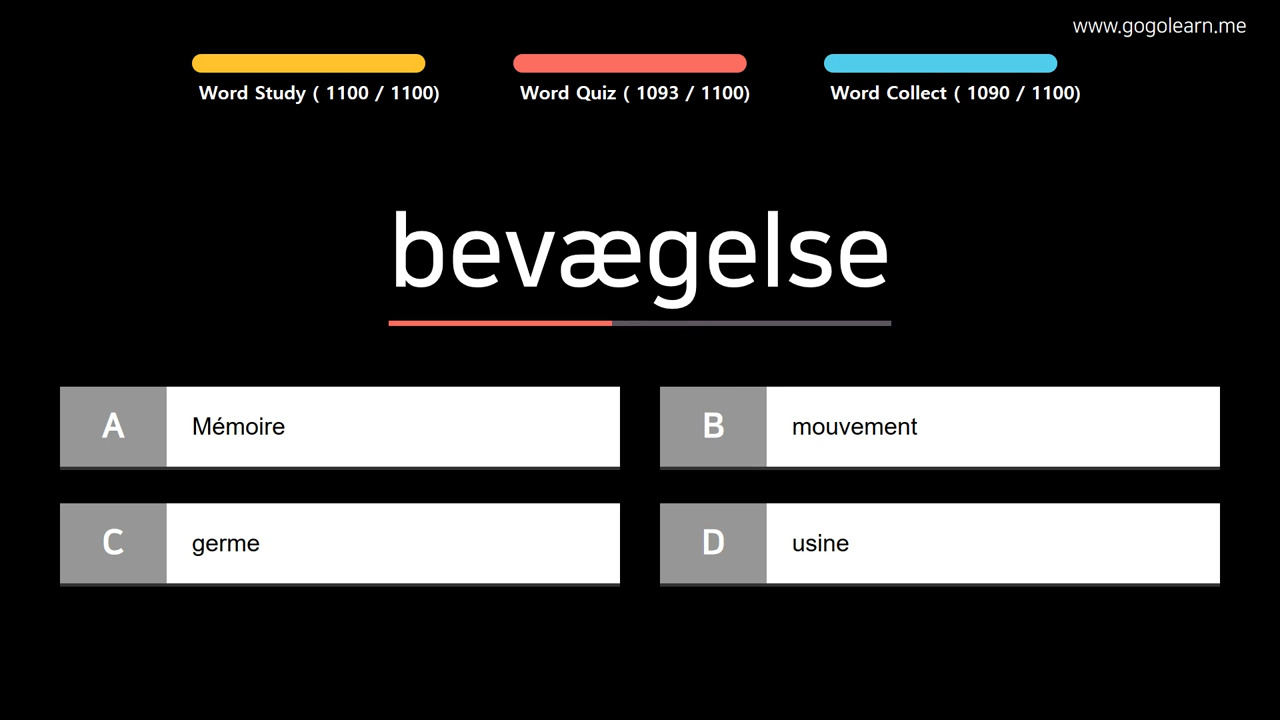 www.gogolearn.me
Word Study ( 1100 / 1100)
Word Quiz ( 1093 / 1100)
Word Collect ( 1090 / 1100)
bevægelse
A Mémoire
B mouvement
C germe
D usine